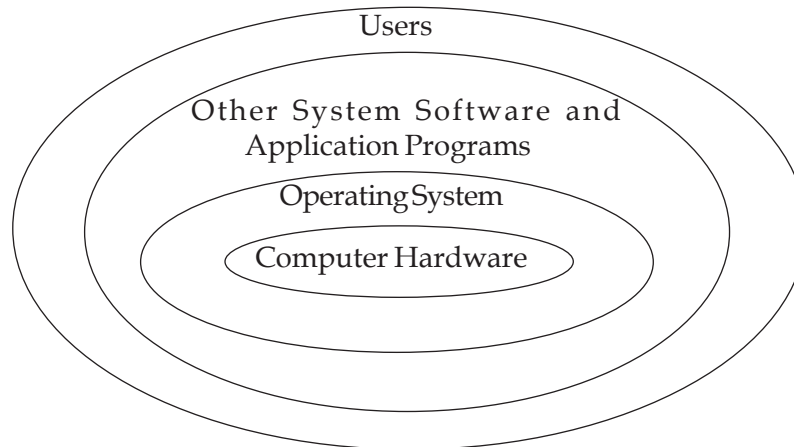 Users
Other System Software and
Application Programs
Operating System
Computer Hardware